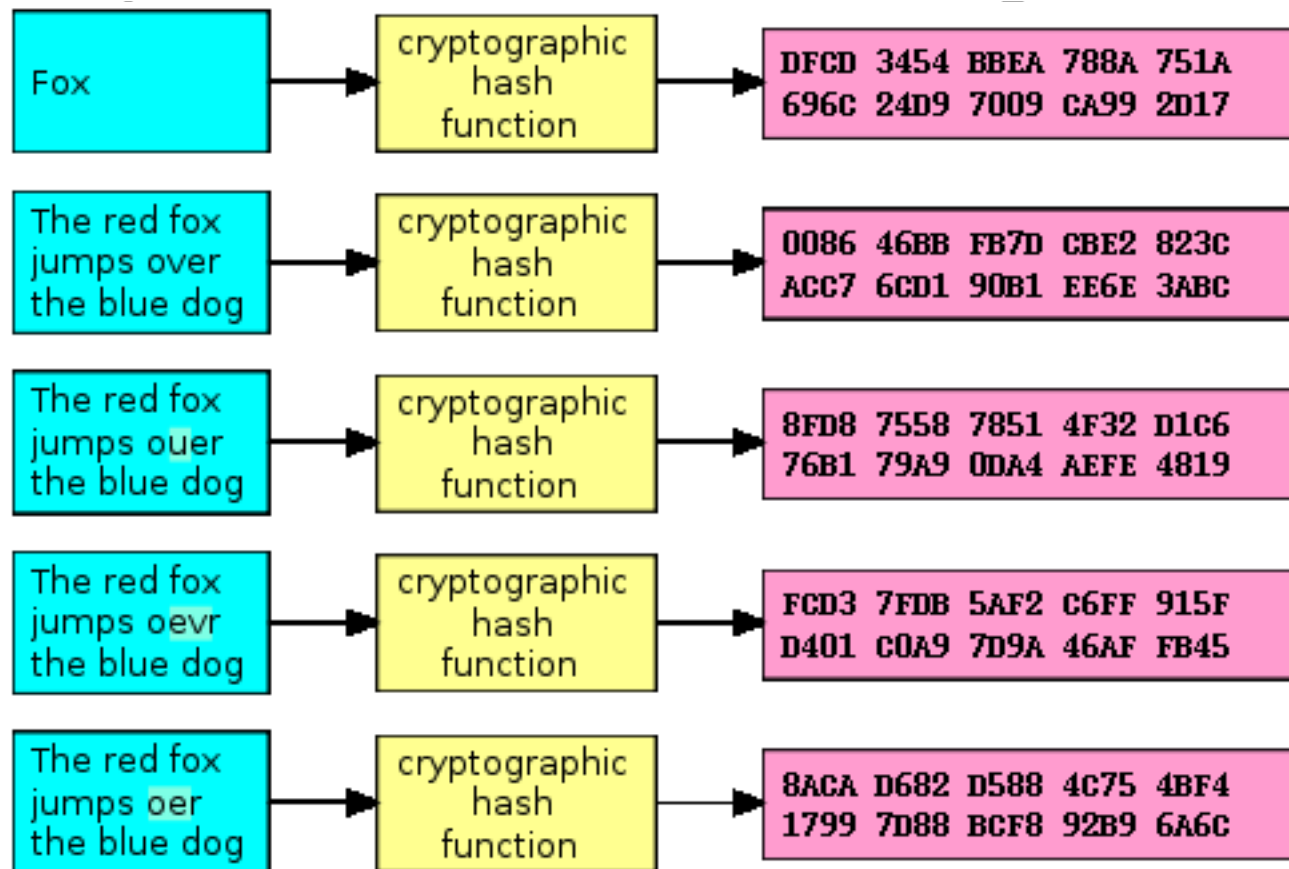 Fox
cryptographic
hash
function
DFCD 3454 BBEA 788A 751A
696C 24D9 7009 CA99 2D17
The red fox
jumps over
the blue dog
cryptographic
hash
function
0086 46BB FB7D CBE2 823C
ACC7 6CD1 90B1 EE6E 3ABC
The red fox
jumps ouer
the blue dog
cryptographic
hash
function
8FD8 7558 7851 4F32 D1C6
76B1 79A9 0DA4 AEFE 4819
The red fox
jumps oevr
the blue dog
cryptographic
hash
function
FCD3 7FDB 5AF2 C6FF 915F
D401 C0A9 7D9A 46AF FB45
The red fox
jumps oer
the blue dog
cryptographic
hash
function
8ACA D682 D588 4C75 4BF4
1799 7D88 BCF8 92B9 6A6C